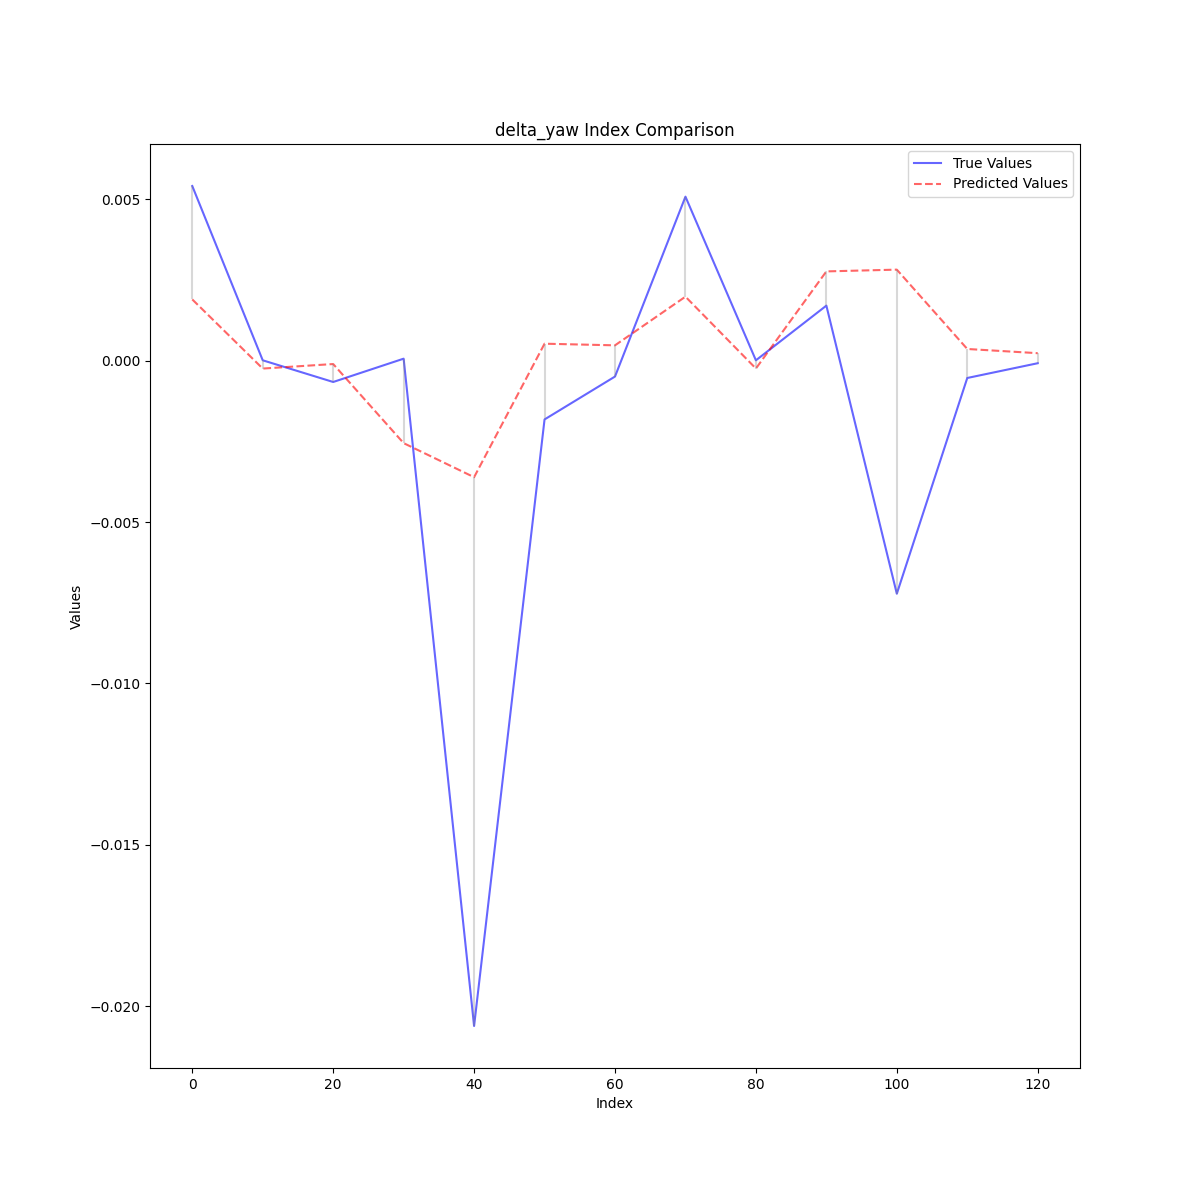 delta_yaw Index Comparison
True Values
Predicted Values
0.005
0.000
−0.005
−0.010
−0.015
−0.020
Values
0 20 40 60 80 100 120
Index